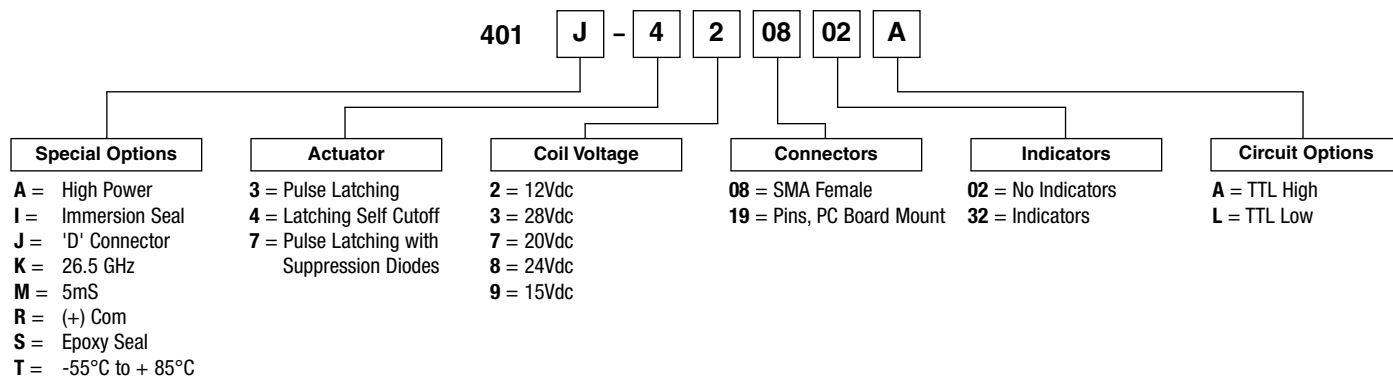 401 J - 4 2 08 02 A
Special Options
A = High Power
I = Immersion Seal
J = 'D' Connector
K = 26.5 GHz
M = 5mS
R = (+) Com
S = Epoxy Seal
T = -55°C to + 85°C
Actuator
3 = Pulse Latching
4 = Latching Self Cutoff
7 = Pulse Latching with
Suppression Diodes
Coil Voltage
2 = 12Vdc
3 = 28Vdc
7 = 20Vdc
8 = 24Vdc
9 = 15Vdc
Connectors
08 = SMA Female
19 = Pins, PC Board Mount
Indicators
02 = No Indicators
32 = Indicators
Circuit Options
A = TTL High
L = TTL Low